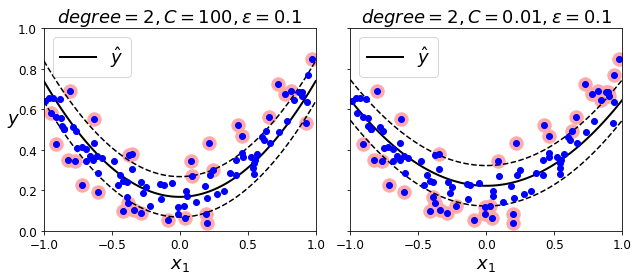 degree = 2, C = 100, ε = 0.1
degree = 2, C = 0.01, ε = 0.1
ŷ
ŷ
y
1.0
0.8
0.6
0.4
0.2
0.0
−1.0 −0.5 0.0 0.5 1.0
−1.0 −0.5 0.0 0.5 1.0
x₁
x₁